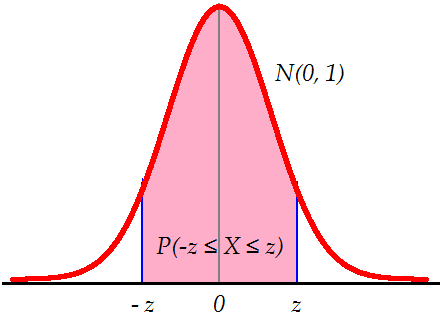 N(0, 1)
P(-z ≤ X ≤ z)
- z 0 z